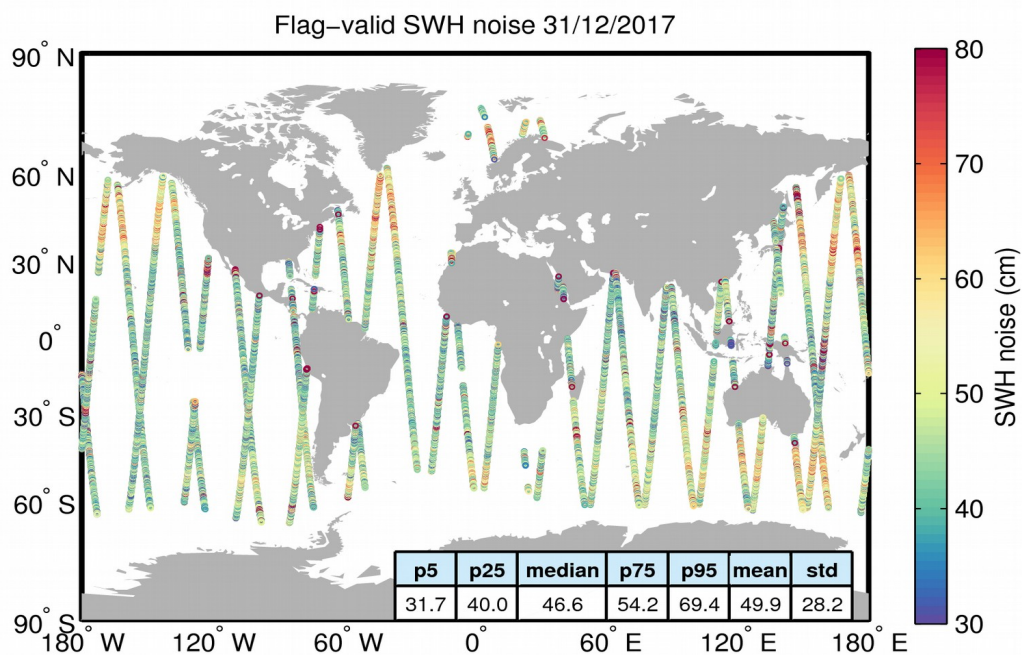 Flag−valid SWH noise 31/12/2017
90° N
60° N
30° N
0°
30° S
60° S
90° S
180° W
120° W
60° W
0°
60° E
120° E
180° E
80
70
60
50
40
30
SWH noise (cm)
p5 p25 median p75 p95 mean std
31.7 40.0 46.6 54.2 69.4 49.9 28.2